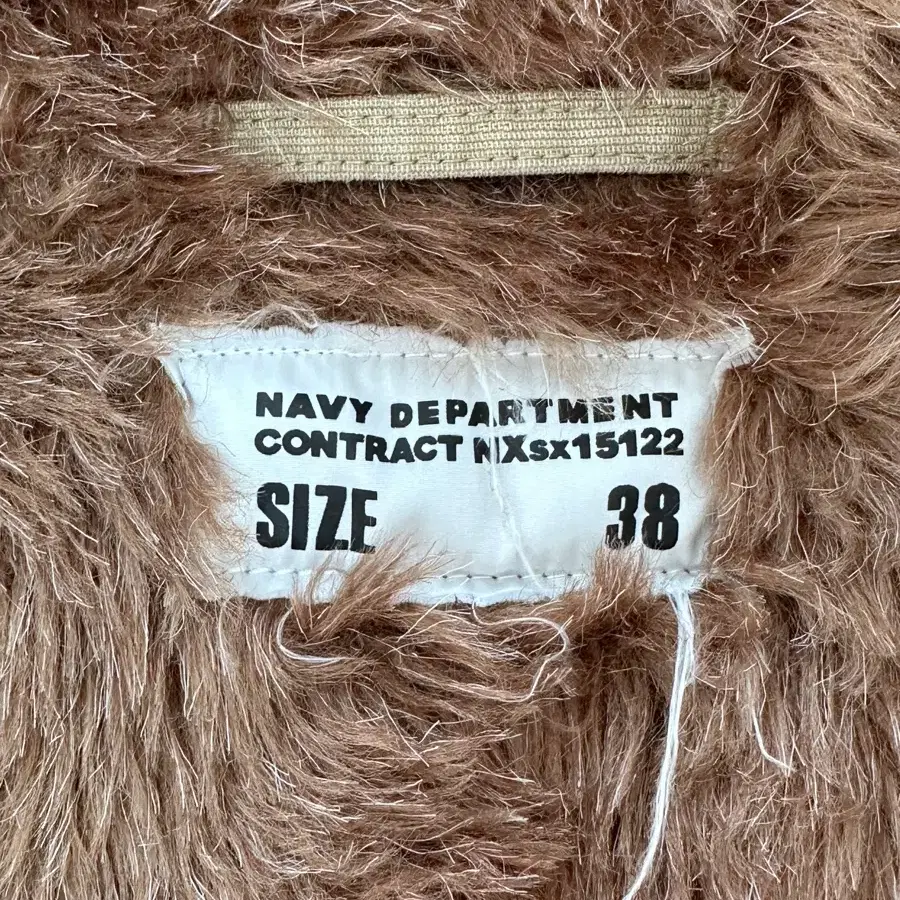 NAVY DEPARTMENT
CONTRACT NXsx15122
SIZE 38